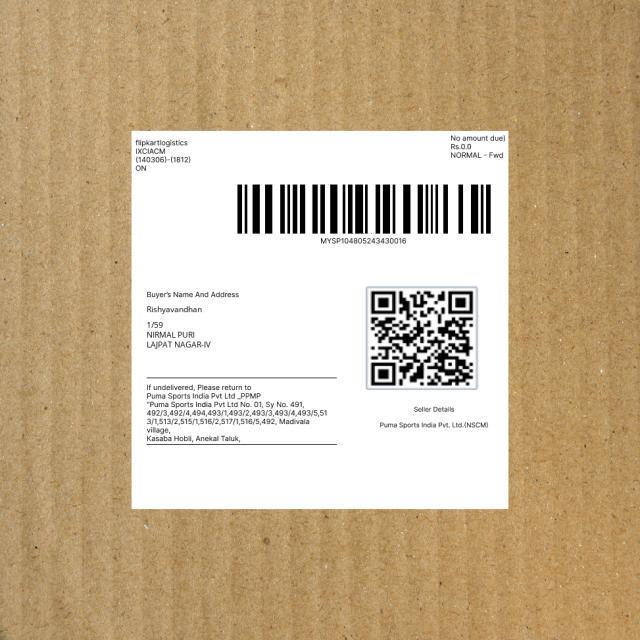 flipkartlogistics
IXCIACM
(140306)-(1812)
ON
No amount due)
Rs.0.0
NORMAL - Fwd
MYSP104805243430016
Buyer's Name And Address
Rishyavandhan
1/59
NIRMAL PURI
LAJPAT NAGAR-IV
If undelivered, Please return to
Puma Sports India Pvt Ltd _PPMP
"Puma Sports India Pvt Ltd No. 01, Sy No. 491,
492/3,492/4,494,493/1,493/2,493/3,493/4,493/5,51
3/1,513/2,515/1,516/2,517/1,516/5,492, Madivala
village,
Kasaba Hobli, Anekal Taluk,
Seller Details
Puma Sports India Pvt. Ltd.(NSCM)